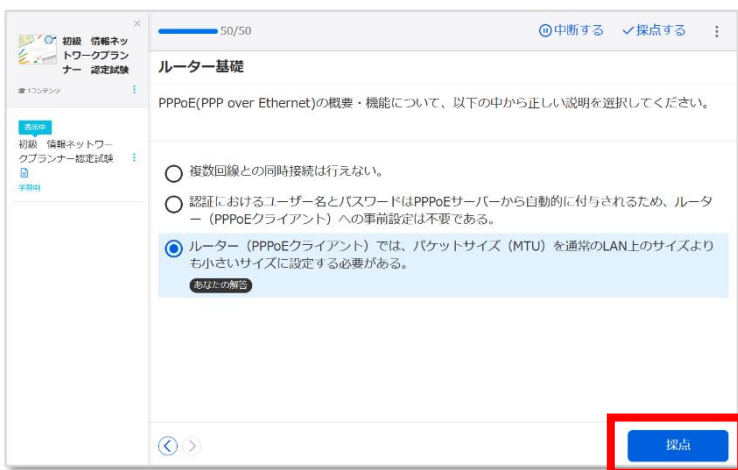 初級 情報ネッ
トワークプラン
ナー 認定試験
1コンテンツ
表示中
初級 情報ネットワー
クプランナー認定試験
学習中
50/50
中断する
採点する
ルーター基礎
PPPoE(PPP over Ethernet)の概要・機能について、以下の中から正しい説明を選択してください。
複数回線との同時接続は行えない。
認証におけるユーザー名とパスワードはPPPoEサーバーから自動的に付与されるため、ルータ
ー（PPPoEクライアント）への事前設定は不要である。
ルーター（PPPoEクライアント）では、パケットサイズ（MTU）を通常のLAN上のサイズより
も小さいサイズに設定する必要がある。
あなたの解答
採点